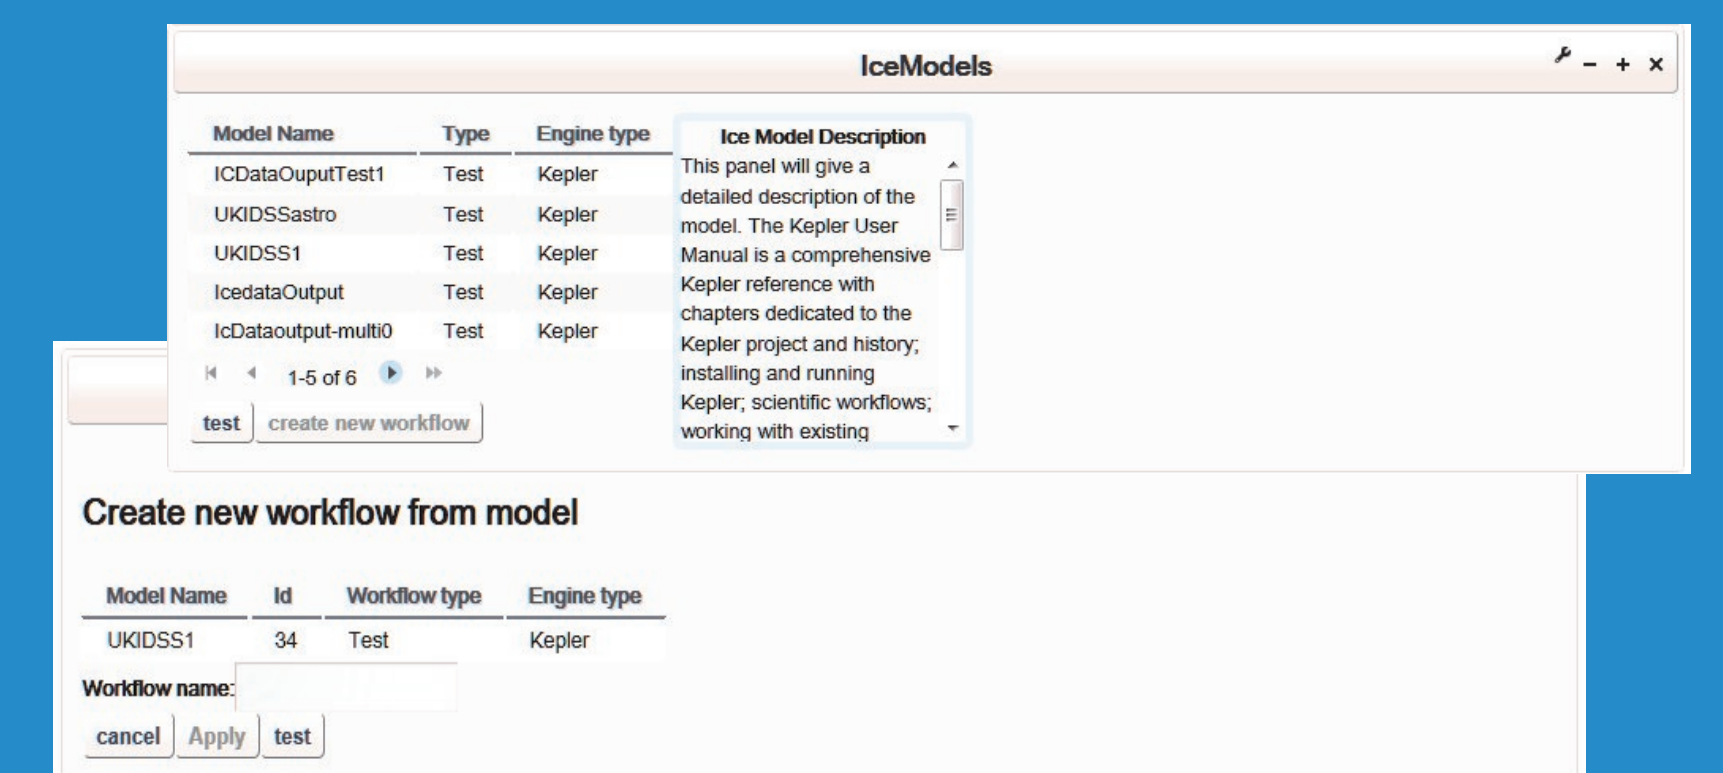 IceModels
Model Name Type Engine type
ICDataOuputTest1 Test Kepler
UKIDSSastro Test Kepler
UKIDSS1 Test Kepler
IcedataOutput Test Kepler
IcDataoutput-multi0 Test Kepler
1-5 of 6
test create new workflow
Ice Model Description
This panel will give a
detailed description of the
model. The Kepler User
Manual is a comprehensive
Kepler reference with
chapters dedicated to the
Kepler project and history;
installing and running
Kepler; scientific workflows;
working with existing
Create new workflow from model
Model Name Id Workflow type Engine type
UKIDSS1 34 Test Kepler
Workflow name:
cancel Apply test